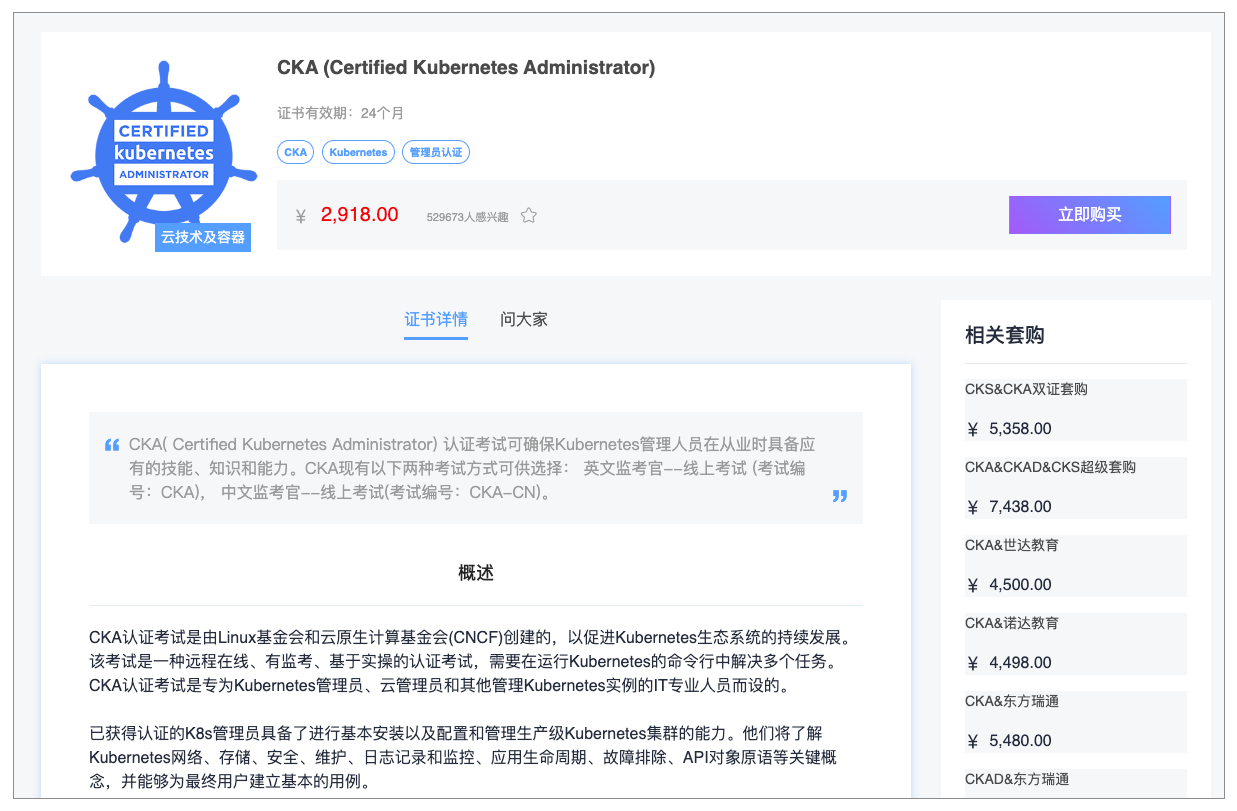 CERTIFIED
kubernetes
ADMINISTRATOR
云技术及容器
CKA (Certified Kubernetes Administrator)
证书有效期：24个月
CKA Kubernetes 管理员认证
￥ 2,918.00 529673人感兴趣
立即购买
证书详情 问大家
CKA( Certified Kubernetes Administrator) 认证考试可确保Kubernetes管理人员在从业时具备应
有的技能、知识和能力。CKA现有以下两种考试方式可供选择： 英文监考官--线上考试 (考试编
号：CKA)， 中文监考官--线上考试(考试编号：CKA-CN)。
概述
CKA认证考试是由Linux基金会和云原生计算基金会(CNCF)创建的，以促进Kubernetes生态系统的持续发展。
该考试是一种远程在线、有监考、基于实操的认证考试，需要在运行Kubernetes的命令行中解决多个任务。
CKA认证考试是专为Kubernetes管理员、云管理员和其他管理Kubernetes实例的IT专业人员而设的。
已获得认证的K8s管理员具备了进行基本安装以及配置和管理生产级Kubernetes集群的能力。他们将了解
Kubernetes网络、存储、安全、维护、日志记录和监控、应用生命周期、故障排除、API对象原语等关键概
念，并能够为最终用户建立基本的用例。
相关套购
CKS&CKA双证套购
￥ 5,358.00
CKA&CKAD&CKS超级套购
￥ 7,438.00
CKA&世达教育
￥ 4,500.00
CKA&诺达教育
￥ 4,498.00
CKA&东方瑞通
￥ 5,480.00
CKAD&东方瑞通